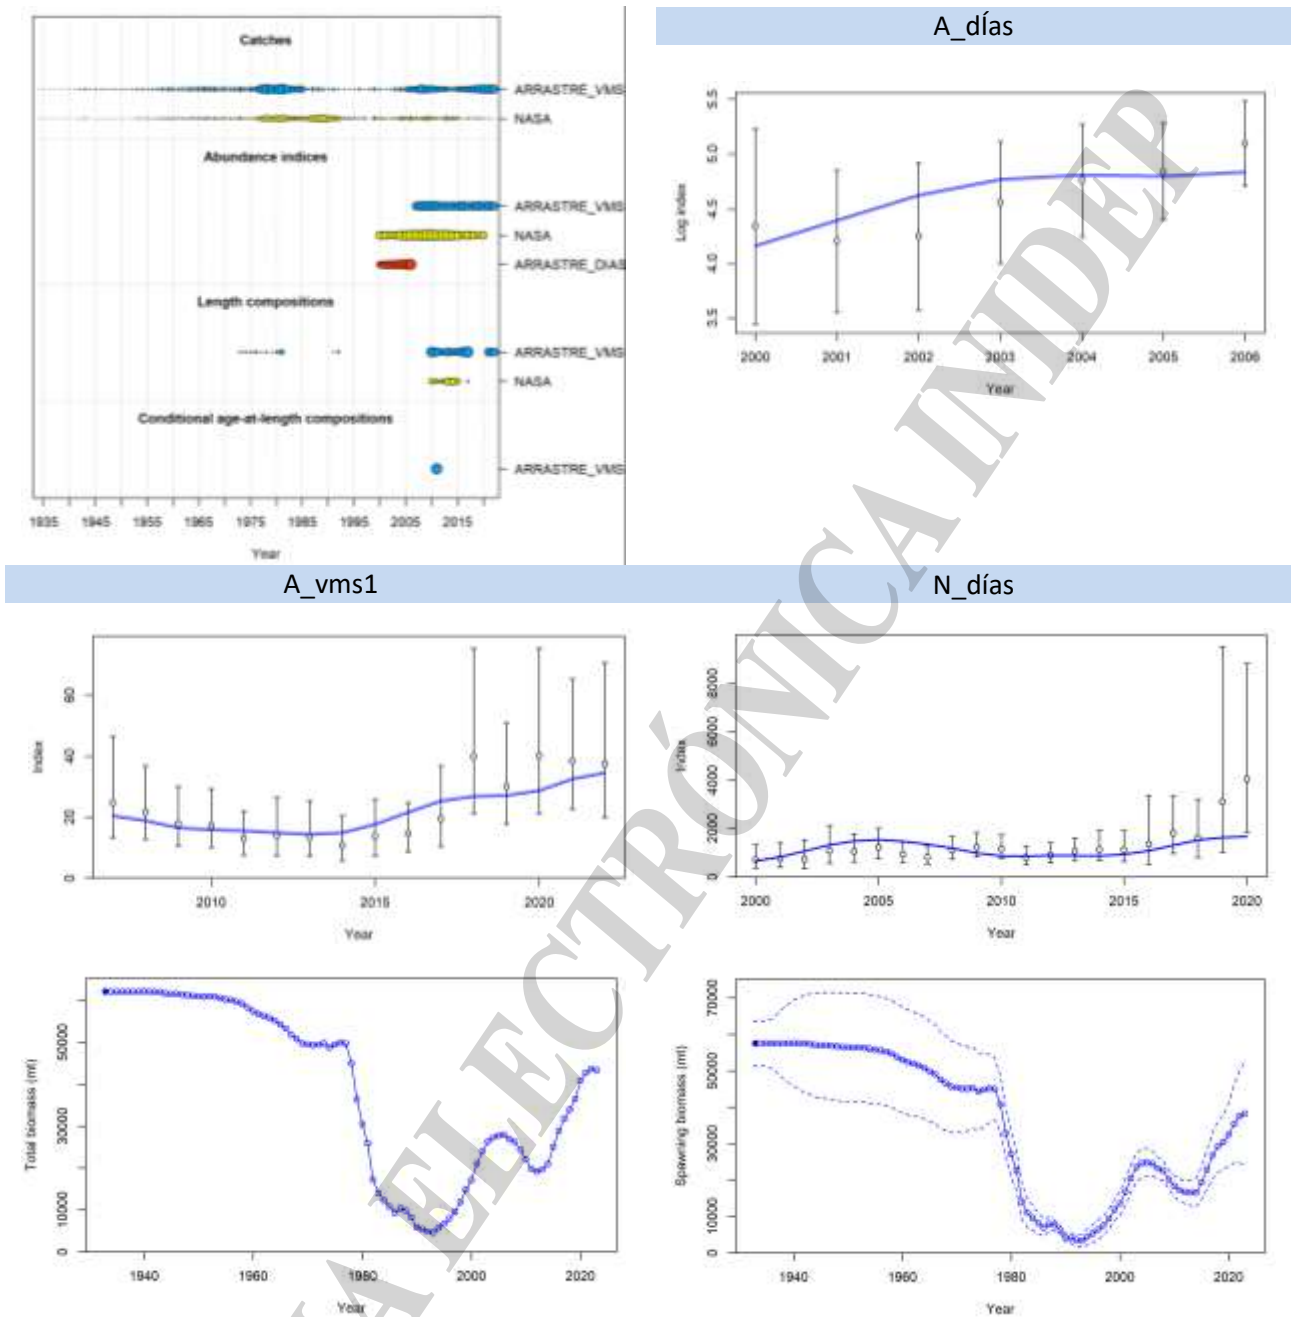 Catches
ARRASTRE_VMS
NASA
Abundance indices
ARRASTRE_VMS
NASA
ARRASTRE_DIAS
Length compositions
ARRASTRE_VMS
NASA
Conditional age-at-length compositions
ARRASTRE_VMS
1935 1945 1955 1965 1975 1985 1995 2005 2015
Year
A_dÍas
Log index
5.5
5.0
4.5
4.0
3.5
2000 2001 2002 2003 2004 2005 2006
Year
A_vms1
Index
60
40
20
0
2010 2015 2020
Year
N_días
Index
8000
6000
4000
2000
0
2000 2005 2010 2015 2020
Year
Total biomass (mt)
50000
30000
10000
0
1940 1960 1980 2000 2020
Year
Spawning biomass (mt)
70000
50000
30000
10000
0
1940 1960 1980 2000 2020
Year
A ELECTRÓNICA INIDEP